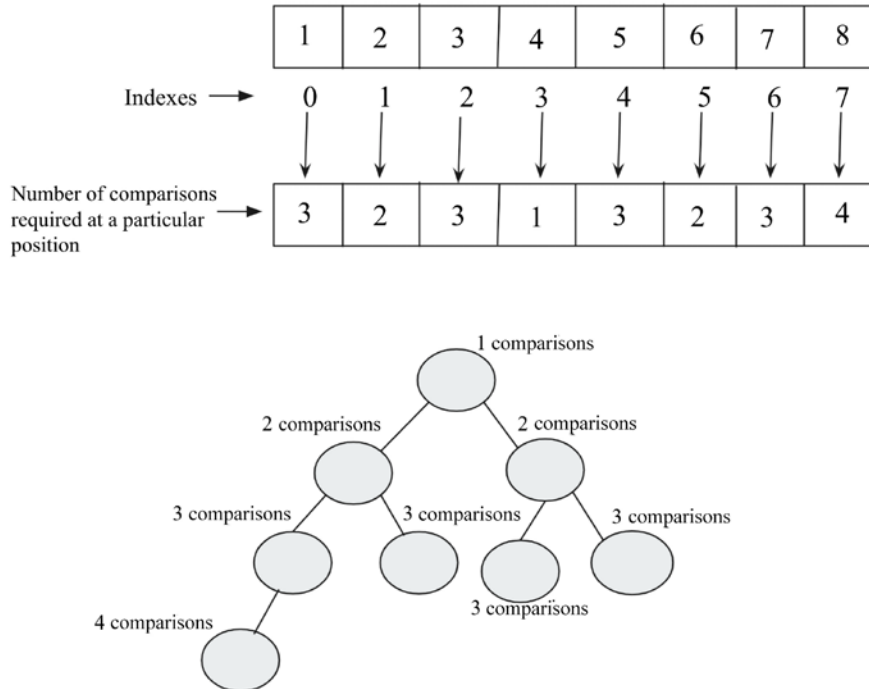 1 2 3 4 5 6 7 8
Indexes
0 1 2 3 4 5 6 7
Number of comparisons
required at a particular
position
3 2 3 1 3 2 3 4
1 comparisons
2 comparisons
2 comparisons
3 comparisons
3 comparisons
3 comparisons
3 comparisons
4 comparisons